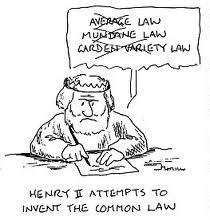 AVERAGE LAW
MUNDANE LAW
GARDEN-VARIETY LAW
HENRY II ATTEMPTS TO
INVENT THE COMMON LAW